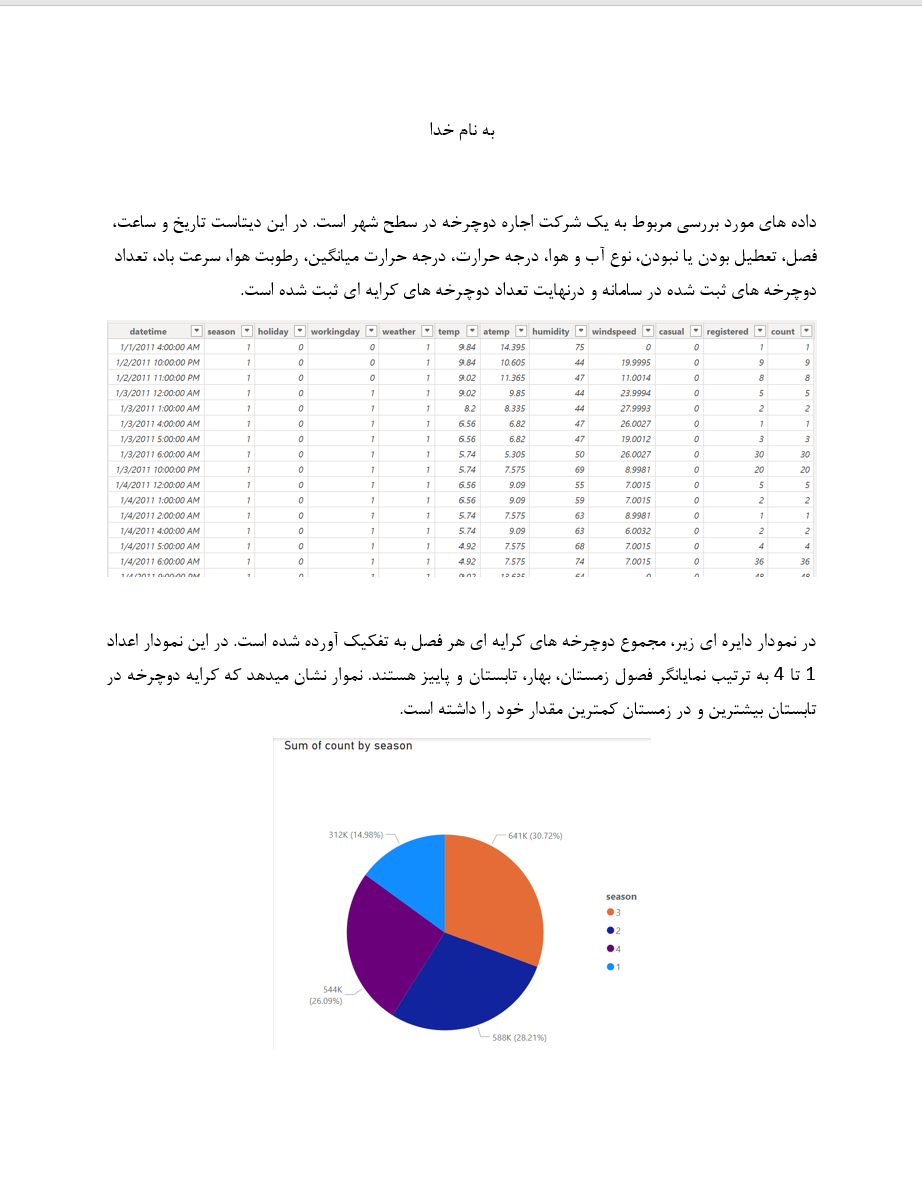 به نام خدا
داده های مورد بررسی مربوط به یک شرکت اجاره دوچرخه در سطح شهر است. در این دیتاست تاریخ و ساعت،
فصل، تعطیل بودن یا نبودن، نوع آب و هوا، درجه حرارت، درجه حرارت میانگین، رطوبت هوا، سرعت باد، تعداد
دوچرخه های ثبت شده در سامانه و درنهایت تعداد دوچرخه های کرایه ای ثبت شده است.
datetime season holiday workingday weather temp atemp humidity windspeed casual registered count
1/1/2011 4:00:00 AM 1 0 0 1 9.84 14.395 75 0 0 1 1
1/2/2011 10:00:00 PM 1 0 0 1 9.84 10.605 44 19.9995 0 9 9
1/2/2011 11:00:00 PM 1 0 0 1 9.02 11.365 47 11.0014 0 8 8
1/3/2011 12:00:00 AM 1 0 1 1 9.02 9.85 44 23.9994 0 5 5
1/3/2011 1:00:00 AM 1 0 1 1 8.2 8.335 44 27.9993 0 2 2
1/3/2011 4:00:00 AM 1 0 1 1 6.56 6.82 47 26.0027 0 1 1
1/3/2011 5:00:00 AM 1 0 1 1 6.56 6.82 47 19.0012 0 3 3
1/3/2011 6:00:00 AM 1 0 1 1 5.74 5.305 50 26.0027 0 30 30
1/3/2011 10:00:00 PM 1 0 1 1 5.74 7.575 69 8.9981 0 20 20
1/4/2011 12:00:00 AM 1 0 1 1 6.56 9.09 55 7.0015 0 5 5
1/4/2011 1:00:00 AM 1 0 1 1 6.56 9.09 59 7.0015 0 2 2
1/4/2011 2:00:00 AM 1 0 1 1 5.74 7.575 63 8.9981 0 1 1
1/4/2011 4:00:00 AM 1 0 1 1 5.74 9.09 63 6.0032 0 2 2
1/4/2011 5:00:00 AM 1 0 1 1 4.92 7.575 68 7.0015 0 4 4
1/4/2011 6:00:00 AM 1 0 1 1 4.92 7.575 74 7.0015 0 36 36
در نمودار دایره ای زیر، مجموع دوچرخه های کرایه ای هر فصل به تفکیک آورده شده است. در این نمودار اعداد
1 تا 4 به ترتیب نمایانگر فصول زمستان، بهار، تابستان و پاییز هستند. نموار نشان میدهد که کرایه دوچرخه در
تابستان بیشترین و در زمستان کمترین مقدار خود را داشته است.
Sum of count by season
312K (14.98%)
641K (30.72%)
season
3
2
4
1
544K
(26.09%)
588K (28.21%)